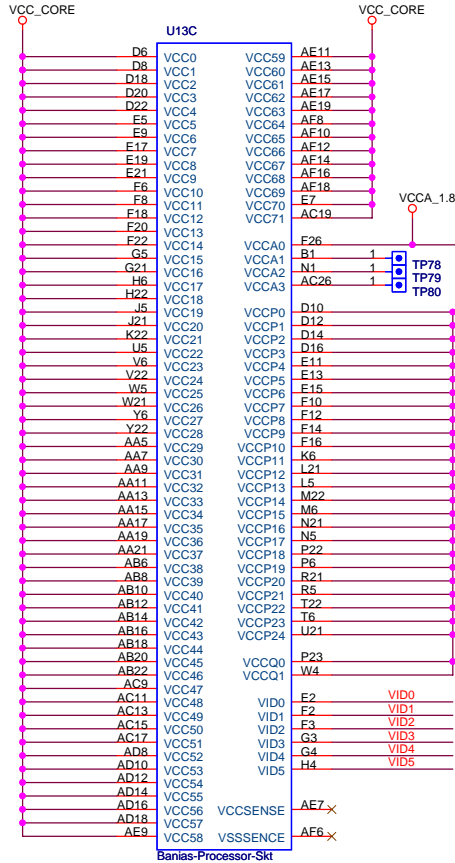 VCC_CORE VCC_CORE
U13C
D6 VCC0 VCC59 AE11
D8 VCC1 VCC60 AE13
D18 VCC2 VCC61 AE15
D20 VCC3 VCC62 AE17
D22 VCC4 VCC63 AE19
E5 VCC5 VCC64 AF8
E9 VCC6 VCC65 AF10
E17 VCC7 VCC66 AF12
E19 VCC8 VCC67 AF14
E21 VCC9 VCC68 AF16
F6 VCC10 VCC69 AF18
F8 VCC11 VCC70 E7
F18 VCC12 VCC71 AC19
VCCA_1.8
F20 VCC13
F22 VCC14 VCCA0 F26
G5 VCC15 VCCA1 B1 1 TP78
G21 VCC16 VCCA2 N1 1 TP79
H6 VCC17 VCCA3 AC26 1 TP80
H22 VCC18
J5 VCC19 VCCP0 D10
J21 VCC20 VCCP1 D12
K22 VCC21 VCCP2 D14
U5 VCC22 VCCP3 D16
V6 VCC23 VCCP4 E11
V22 VCC24 VCCP5 E13
W5 VCC25 VCCP6 E15
W21 VCC26 VCCP7 F10
Y6 VCC27 VCCP8 F12
Y22 VCC28 VCCP9 F14
AA5 VCC29 VCCP10 F16
AA7 VCC30 VCCP11 K6
AA9 VCC31 VCCP12 L21
AA11 VCC32 VCCP13 L5
AA13 VCC33 VCCP14 M22
AA15 VCC34 VCCP15 M6
AA17 VCC35 VCCP16 N21
AA19 VCC36 VCCP17 N5
AA21 VCC37 VCCP18 P22
AB6 VCC38 VCCP19 P6
AB8 VCC39 VCCP20 R21
AB10 VCC40 VCCP21 R5
AB12 VCC41 VCCP22 T22
AB14 VCC42 VCCP23 T6
AB16 VCC43 VCCP24 U21
AB18 VCC44
AB20 VCC45 VCCQ0 P23
AB22 VCC46 VCCQ1 W4
AC9 VCC47
AC11 VCC48 VID0 E2 VID0
AC13 VCC49 VID1 F2 VID1
AC15 VCC50 VID2 F3 VID2
AC17 VCC51 VID3 G3 VID3
AD8 VCC52 VID4 G4 VID4
AD10 VCC53 VID5 H4 VID5
AD12 VCC54
AD14 VCC55
AD16 VCC56 VCCSENSE AE7
AD18 VCC57
AE9 VCC58 VSSSENCE AF6
Banias-Processor-Skt